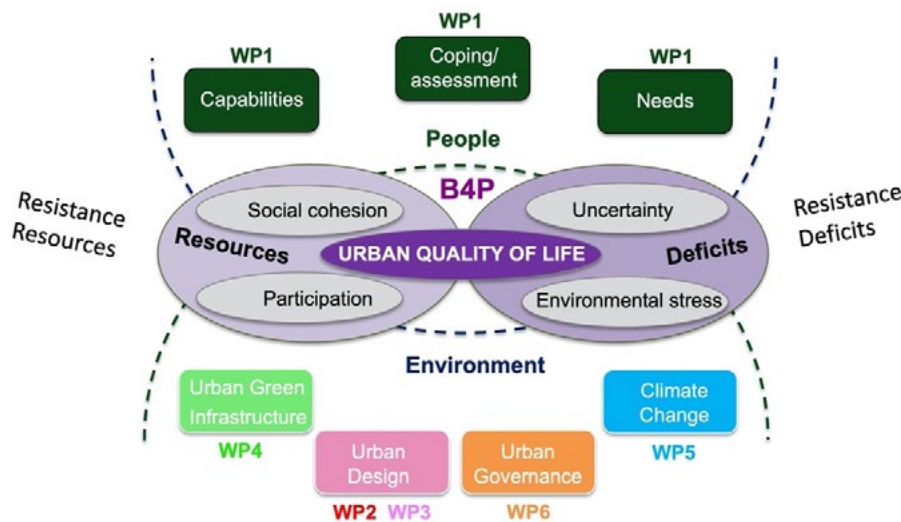 WP1
WP1
WP1
Coping/
assessment
Capabilities
Needs
People
B4P
Resistance
Resources
Social cohesion
Uncertainty
Resistance
Deficits
Resources
URBAN QUALITY OF LIFE
Deficits
Participation
Environmental stress
Environment
Urban Green
Infrastructure
Climate
Change
WP4
Urban
Design
Urban
Governance
WP5
WP2 WP3
WP6